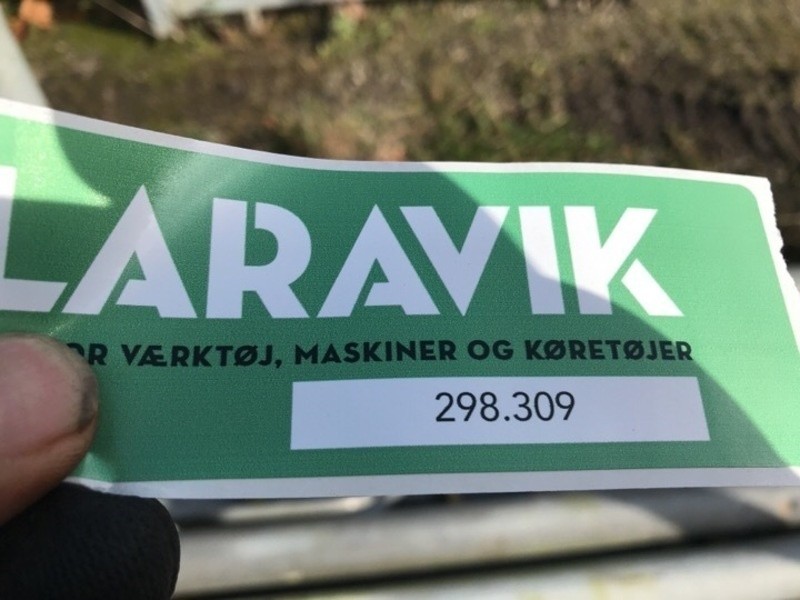 LARAVIK
OR VÆRKTØJ, MASKINER OG KØRETØJER
298.309